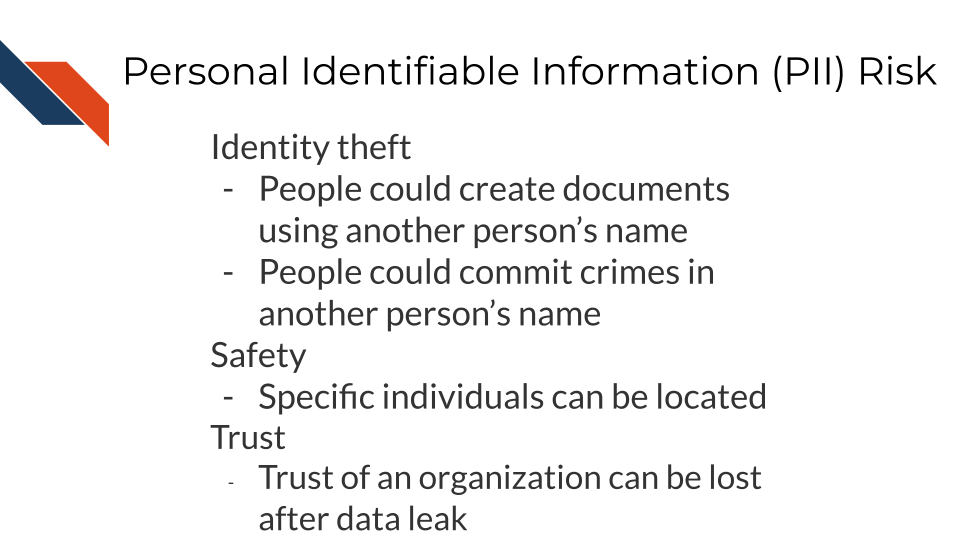 Personal Identifiable Information (PII) Risk
Identity theft
- People could create documents
using another person’s name
- People could commit crimes in
another person’s name
Safety
- Specific individuals can be located
Trust
- Trust of an organization can be lost
after data leak